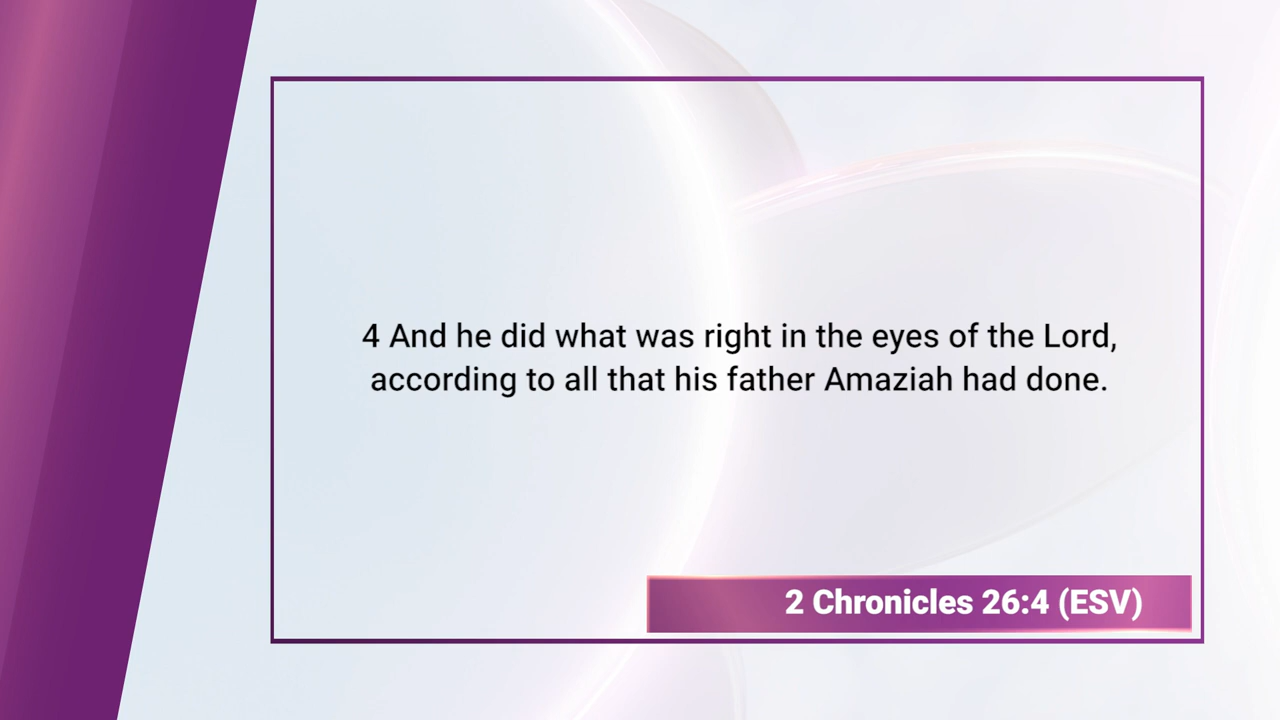 4 And he did what was right in the eyes of the Lord,
according to all that his father Amaziah had done.
2 Chronicles 26:4 (ESV)